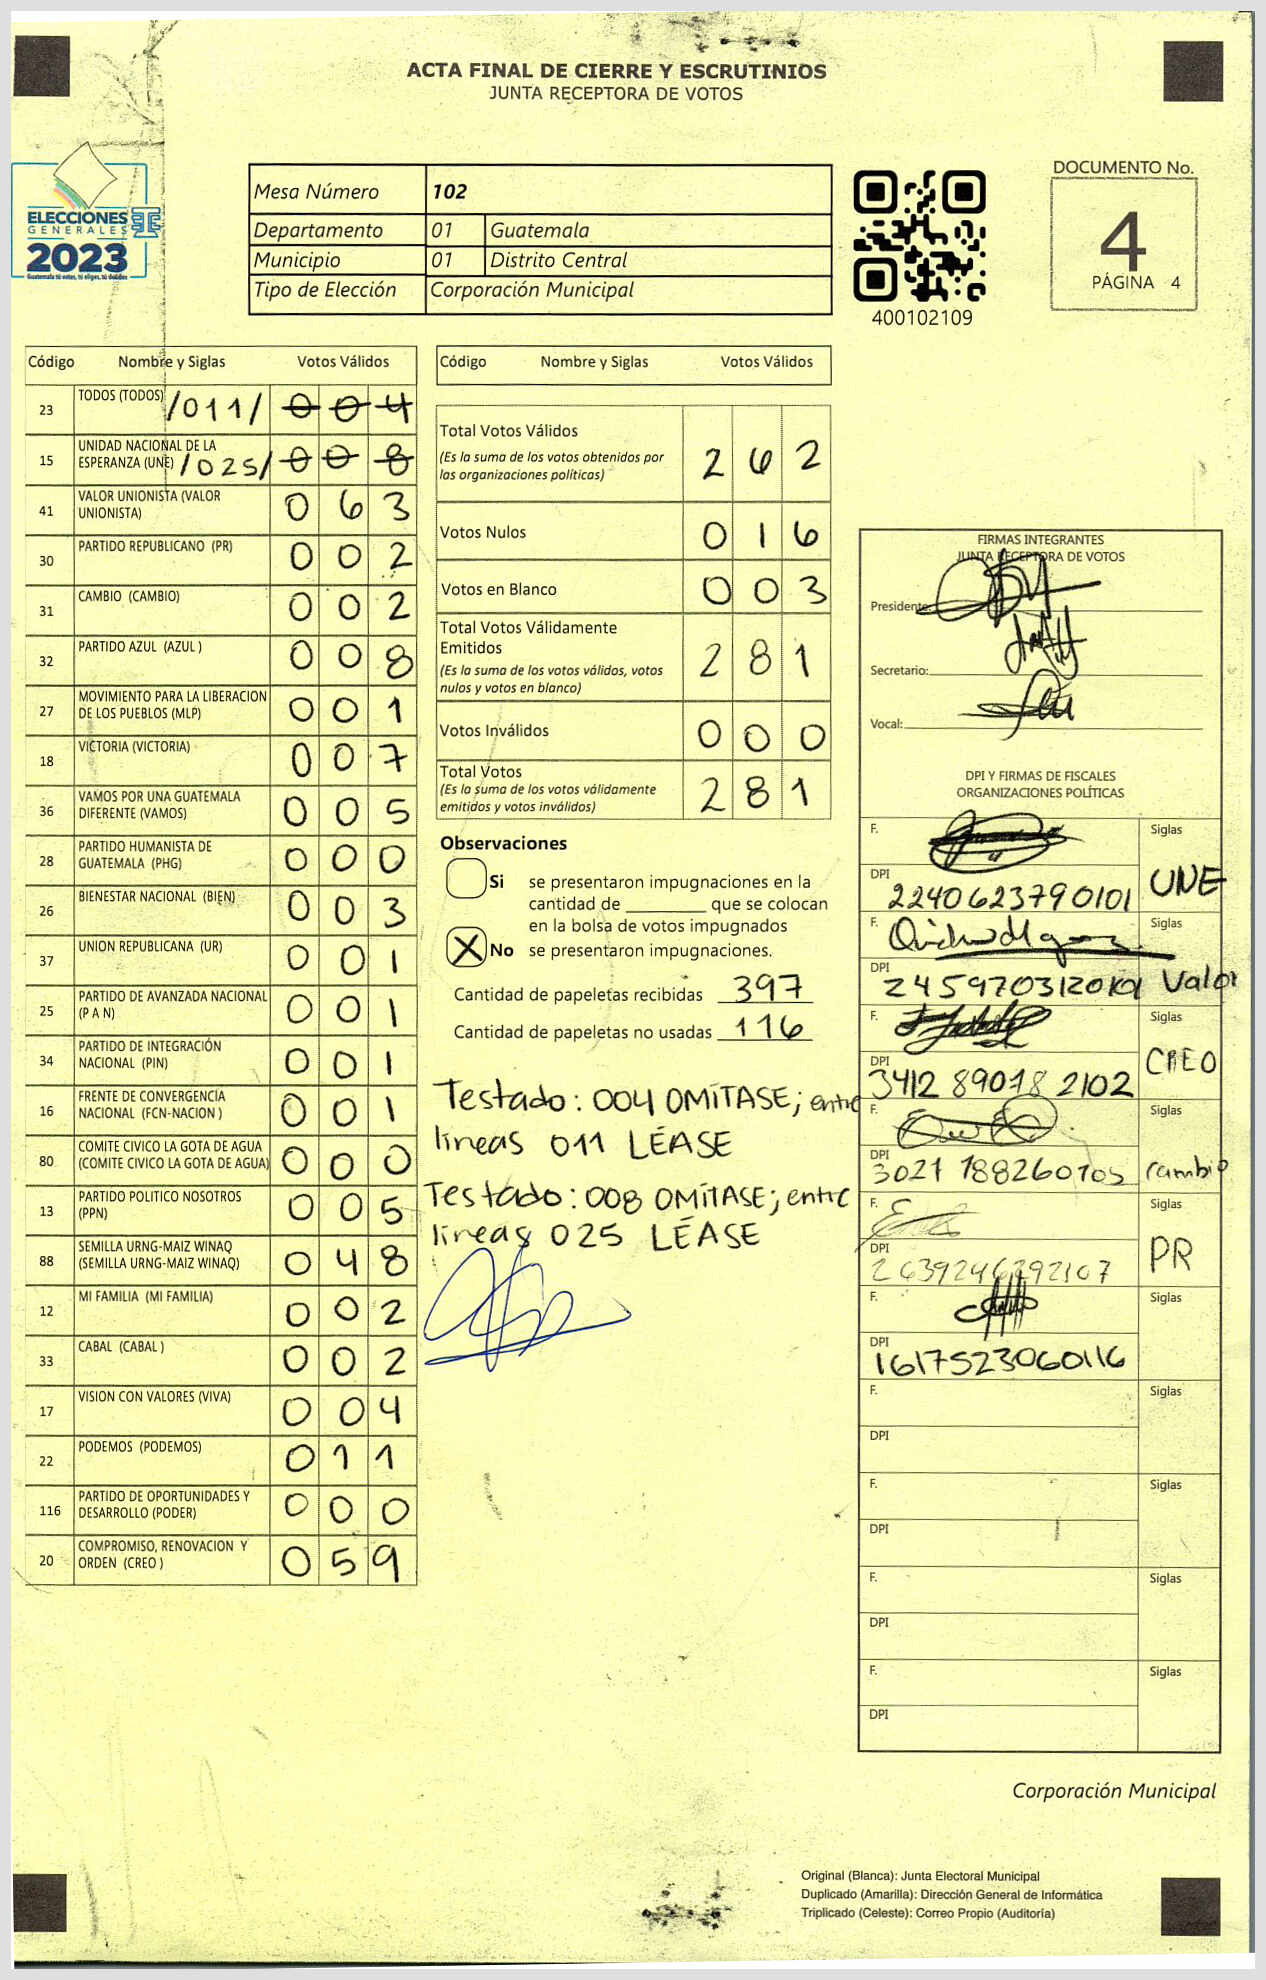 ACTA FINAL DE CIERRE Y ESCRUTINIOS
JUNTA RECEPTORA DE VOTOS
ELECCIONES
GENERALES
2023
Guatemala tú votas, tú eliges, tú decides
Mesa Número 102
Departamento 01 Guatemala
Municipio 01 Distrito Central
Tipo de Elección Corporación Municipal
400102109
DOCUMENTO No.
4
PÁGINA 4
Código Nombre y Siglas Votos Válidos
23 TODOS (TODOS) /011/ 004
15 UNIDAD NACIONAL DE LA
ESPERANZA (UNE) /025/ 008
41 VALOR UNIONISTA (VALOR
UNIONISTA) 063
30 PARTIDO REPUBLICANO (PR) 002
31 CAMBIO (CAMBIO) 002
32 PARTIDO AZUL (AZUL ) 008
27 MOVIMIENTO PARA LA LIBERACION
DE LOS PUEBLOS (MLP) 001
18 VICTORIA (VICTORIA) 007
36 VAMOS POR UNA GUATEMALA
DIFERENTE (VAMOS) 005
28 PARTIDO HUMANISTA DE
GUATEMALA (PHG) 000
26 BIENESTAR NACIONAL (BIEN) 003
37 UNION REPUBLICANA (UR) 001
25 PARTIDO DE AVANZADA NACIONAL
(P A N) 001
34 PARTIDO DE INTEGRACIÓN
NACIONAL (PIN) 001
16 FRENTE DE CONVERGENCIA
NACIONAL (FCN-NACION ) 001
80 COMITE CIVICO LA GOTA DE AGUA
(COMITE CIVICO LA GOTA DE AGUA) 000
13 PARTIDO POLITICO NOSOTROS
(PPN) 005
88 SEMILLA URNG-MAIZ WINAQ
(SEMILLA URNG-MAIZ WINAQ) 048
12 MI FAMILIA (MI FAMILIA) 002
33 CABAL (CABAL ) 002
17 VISION CON VALORES (VIVA) 004
22 PODEMOS (PODEMOS) 011
116 PARTIDO DE OPORTUNIDADES Y
DESARROLLO (PODER) 000
20 COMPROMISO, RENOVACION Y
ORDEN (CREO ) 059
Código Nombre y Siglas Votos Válidos
Total Votos Válidos 262
(Es la suma de los votos obtenidos por
las organizaciones políticas)
Votos Nulos 016
Votos en Blanco 003
Total Votos Válidamente
Emitidos 281
(Es la suma de los votos válidos, votos
nulos y votos en blanco)
Votos Inválidos 000
Total Votos 281
(Es la suma de los votos válidamente
emitidos y votos inválidos)
Observaciones
Si se presentaron impugnaciones en la
cantidad de ________ que se colocan
en la bolsa de votos impugnados
X No se presentaron impugnaciones.
Cantidad de papeletas recibidas 397
Cantidad de papeletas no usadas 116
Testado: 004 OMÍTASE; entre
líneas 011 LÉASE
Testado: 008 OMÍTASE; entre
líneas 025 LÉASE
FIRMAS INTEGRANTES
JUNTA RECEPTORA DE VOTOS
Presidente:
Secretario:
Vocal:
DPI Y FIRMAS DE FISCALES
ORGANIZACIONES POLÍTICAS
F. Siglas
DPI 2240623790101 UNE
F. Siglas
DPI Valor
F. Siglas
DPI 3412 89018 2102 CREO
F. Siglas
DPI 3021 188260105 cambio
F. Siglas
DPI 2639246292107 PR
F. Siglas
DPI 1617523060116
F. Siglas
DPI
F. Siglas
DPI
F. Siglas
DPI
F. Siglas
DPI
Corporación Municipal
Original (Blanca): Junta Electoral Municipal
Duplicado (Amarilla): Dirección General de Informática
Triplicado (Celeste): Correo Propio (Auditoría)